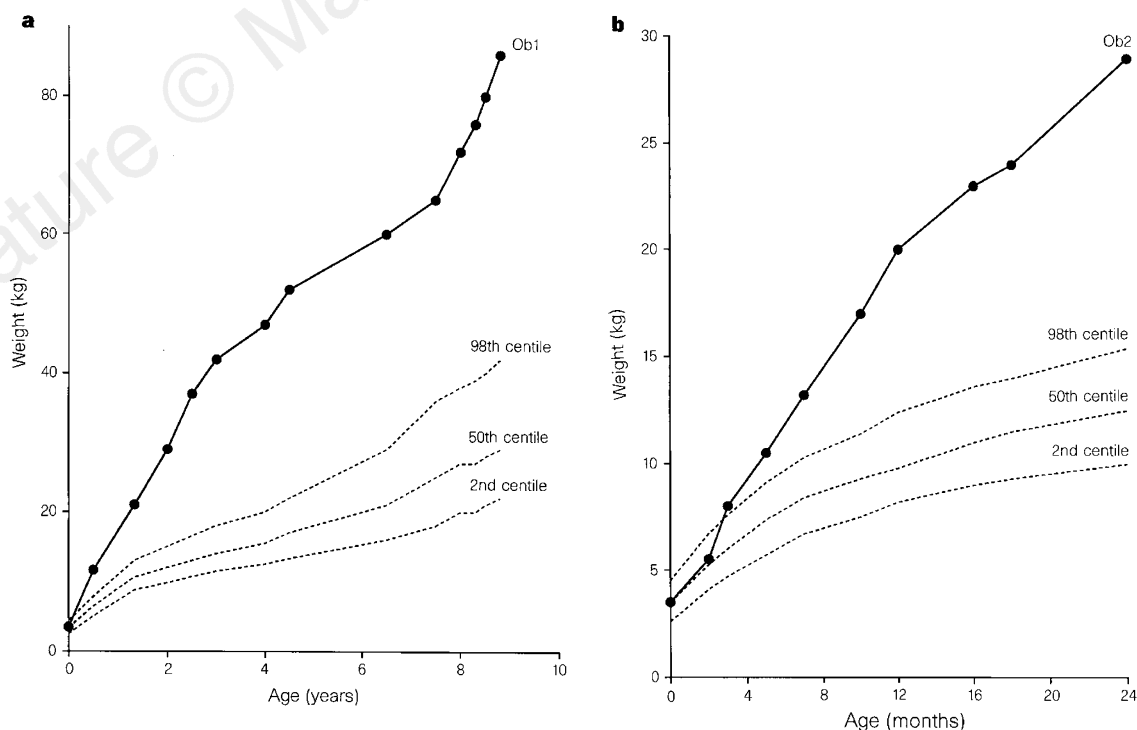 a
Ob1
80
60
40
20
0
Weight (kg)
98th centile
50th centile
2nd centile
0 2 4 6 8 10
Age (years)
b
Ob2
30
25
20
15
10
5
0
Weight (kg)
98th centile
50th centile
2nd centile
0 4 8 12 16 20 24
Age (months)
ature © Ma